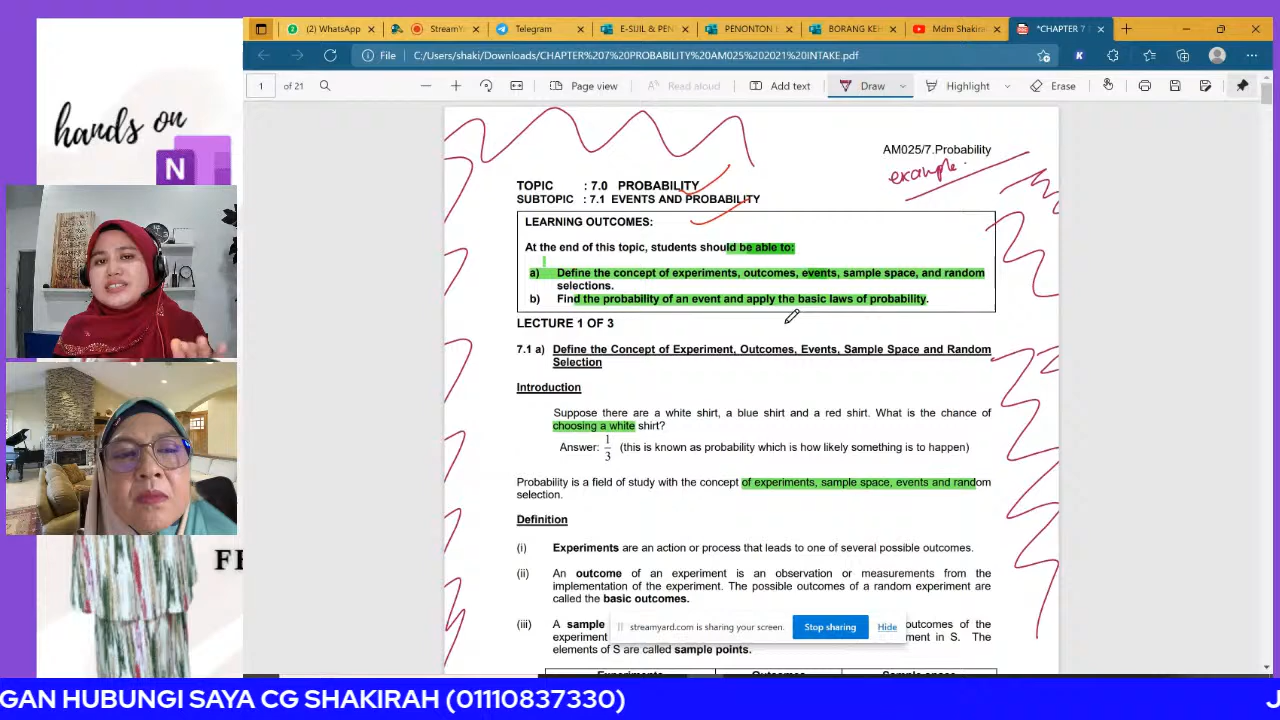 hands on
N
FE
(2) WhatsApp
StreamYa
Telegram
E-SIJIL & PEN
PENONTON E
BORANG KEH
Mdm Shakira
*CHAPTER 7
File
C:/Users/shaki/Downloads/CHAPTER%207%20PROBABILITY%20AM025%202021%20INTAKE.pdf
1 of 21
Page view
Read aloud
Add text
Draw
Highlight
Erase
AM025/7.Probability
example
TOPIC : 7.0 PROBABILITY
SUBTOPIC : 7.1 EVENTS AND PROBABILITY
LEARNING OUTCOMES:
At the end of this topic, students should be able to:
a) Define the concept of experiments, outcomes, events, sample space, and random
selections.
b) Find the probability of an event and apply the basic laws of probability.
LECTURE 1 OF 3
7.1 a) Define the Concept of Experiment, Outcomes, Events, Sample Space and Random
Selection
Introduction
Suppose there are a white shirt, a blue shirt and a red shirt. What is the chance of
choosing a white shirt?
Answer: 1/3 (this is known as probability which is how likely something is to happen)
Probability is a field of study with the concept of experiments, sample space, events and random
selection.
Definition
(i) Experiments are an action or process that leads to one of several possible outcomes.
(ii) An outcome of an experiment is an observation or measurements from the
implementation of the experiment. The possible outcomes of a random experiment are
called the basic outcomes.
(iii) A sample outcomes of the
experiment ment in S. The
elements of S are called sample points.
streamyard.com is sharing your screen.
Stop sharing
Hide
Experiments Outcomes Sample space
GAN HUBUNGI SAYA CG SHAKIRAH (01110837330)
J